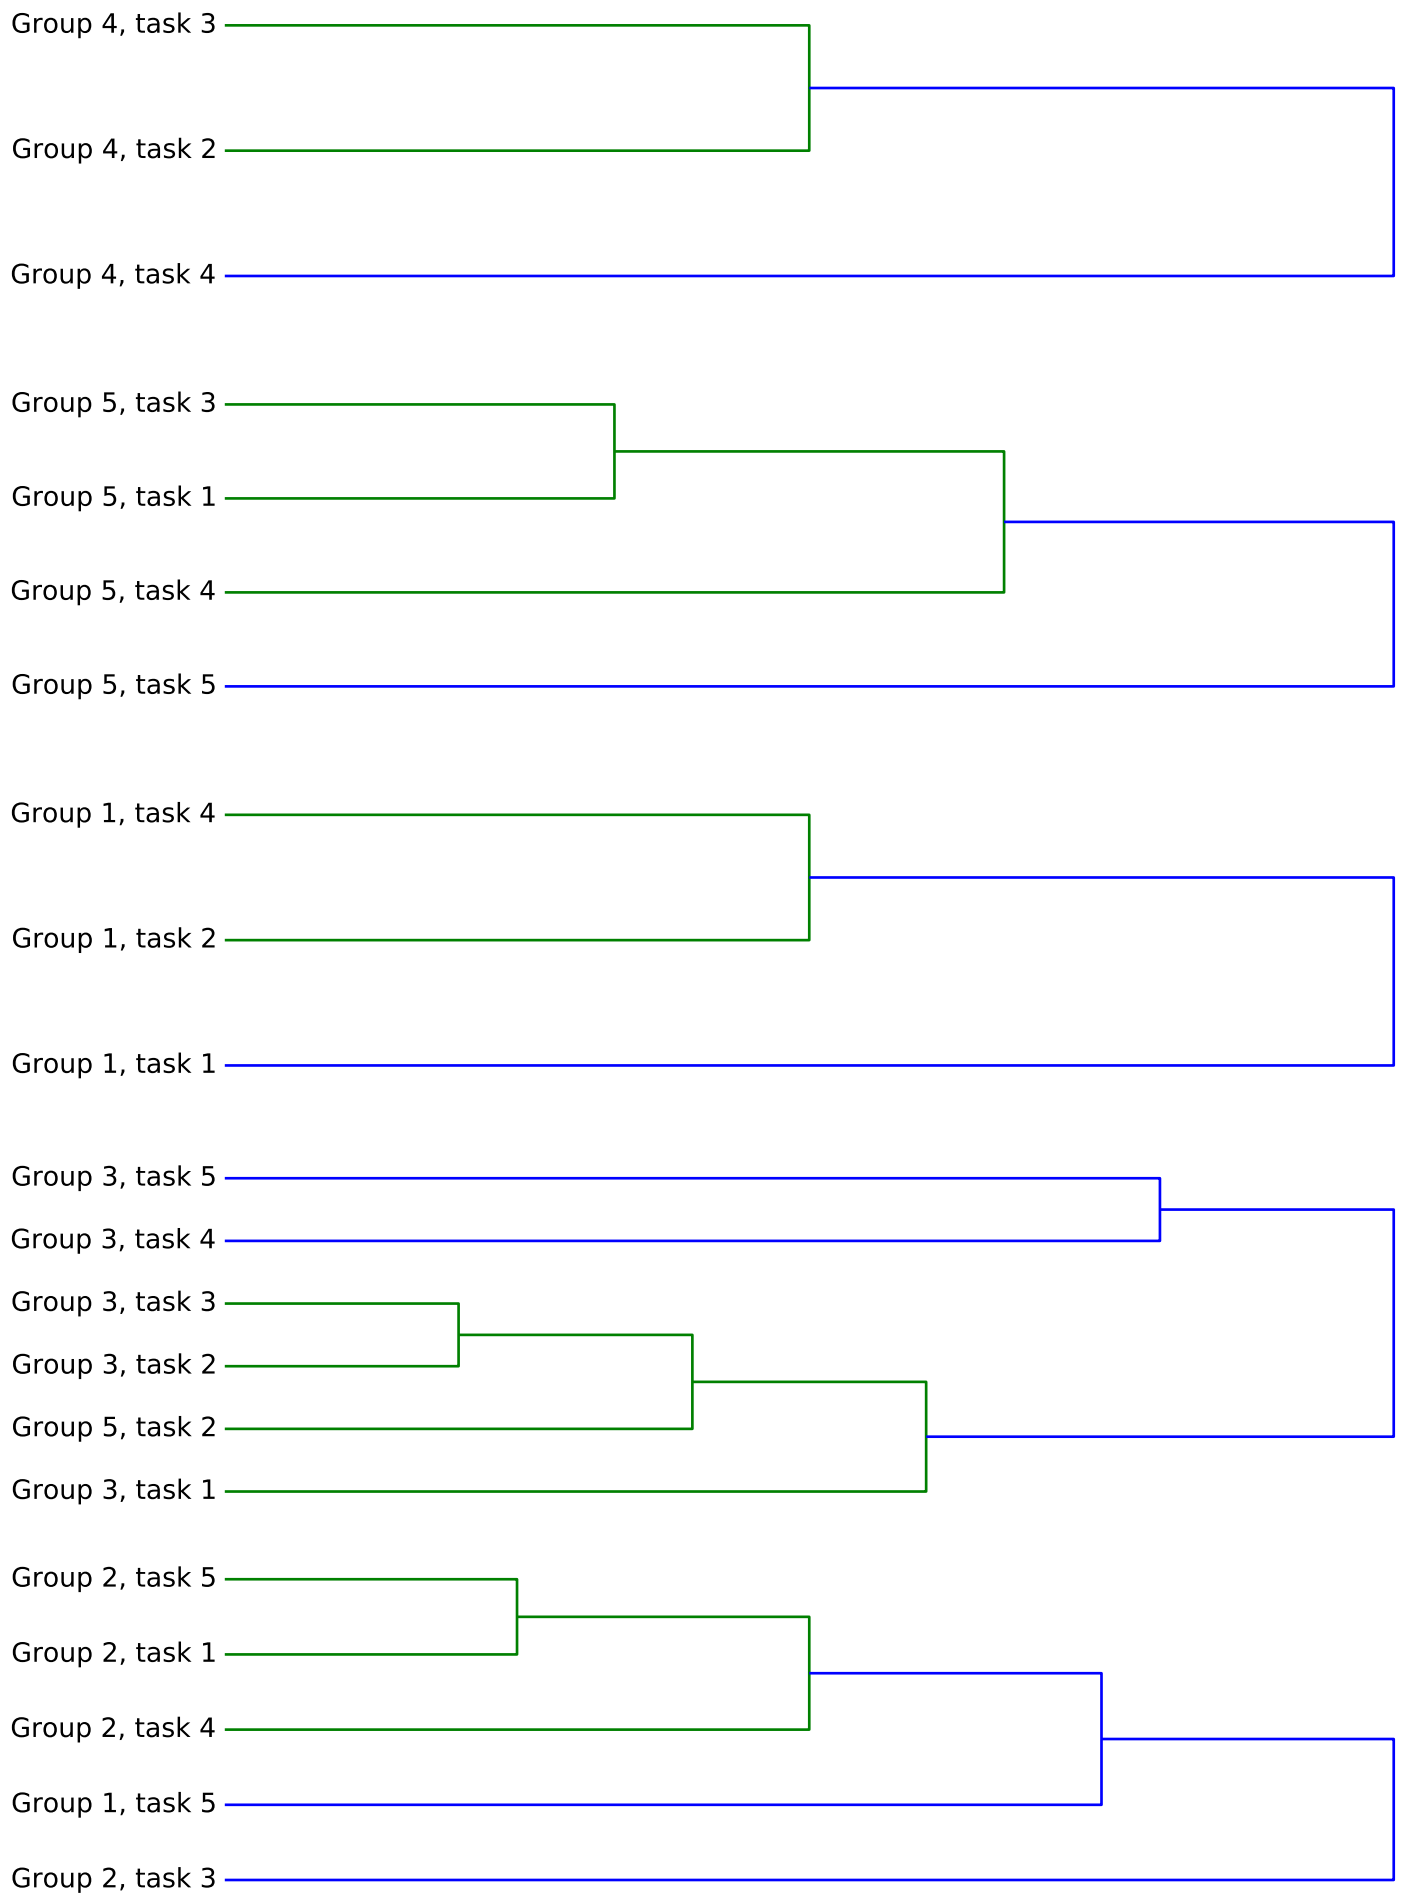 Group 4, task 3
Group 4, task 2
Group 4, task 4
Group 5, task 3
Group 5, task 1
Group 5, task 4
Group 5, task 5
Group 1, task 4
Group 1, task 2
Group 1, task 1
Group 3, task 5
Group 3, task 4
Group 3, task 3
Group 3, task 2
Group 5, task 2
Group 3, task 1
Group 2, task 5
Group 2, task 1
Group 2, task 4
Group 1, task 5
Group 2, task 3